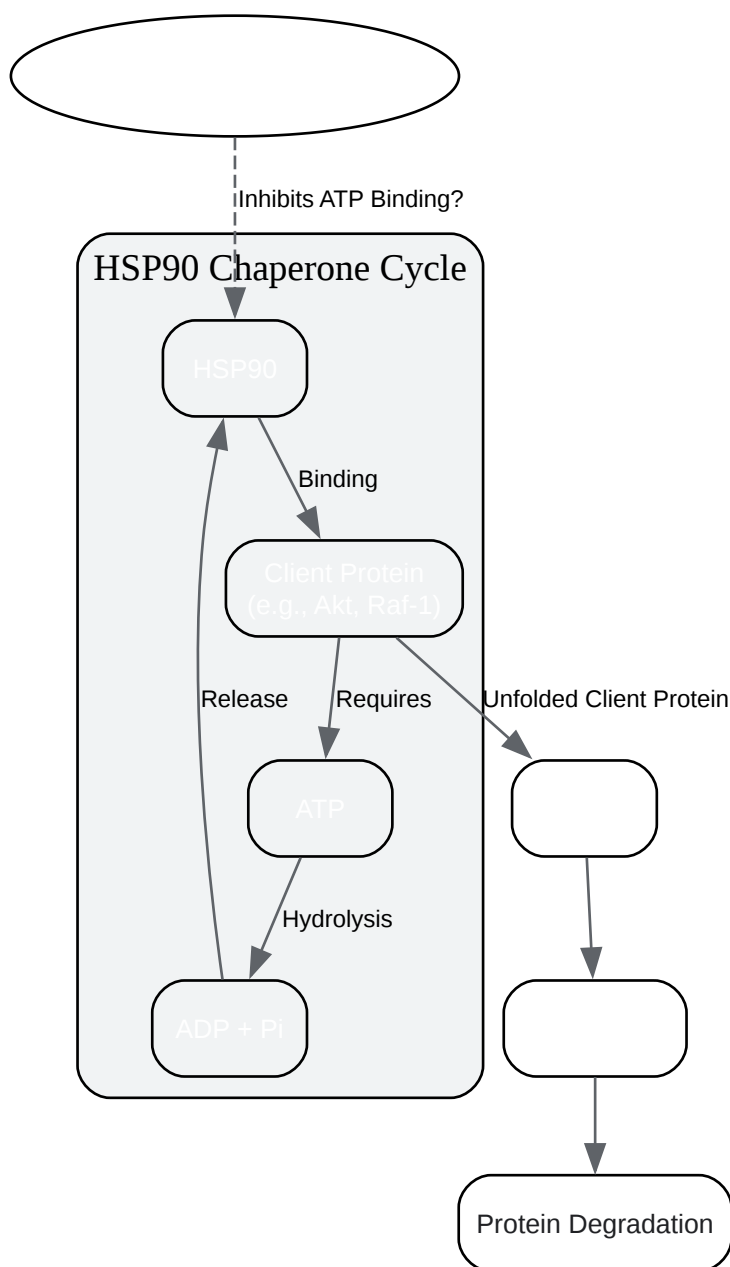 Inhibits ATP Binding?
HSP90 Chaperone Cycle
HSP90
Binding
Client Protein
(e.g., Akt, Raf-1)
Release
Requires
Unfolded Client Protein
ATP
Hydrolysis
ADP + Pi
Protein Degradation